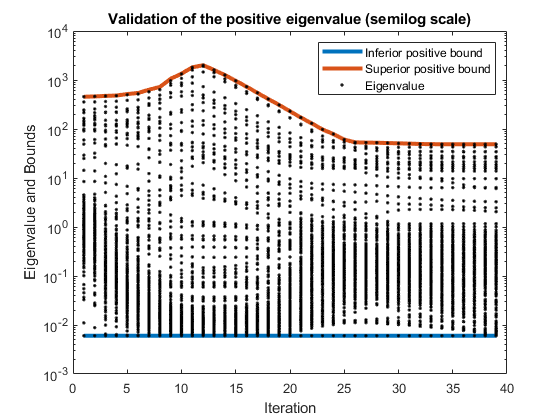 Validation of the positive eigenvalue (semilog scale)
Inferior positive bound
Superior positive bound
Eigenvalue
Eigenvalue and Bounds
10^4
10^3
10^2
10^1
10^0
10^-1
10^-2
10^-3
0 5 10 15 20 25 30 35 40
Iteration